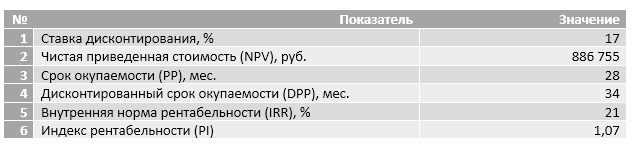 № Показатель Значение
1 Ставка дисконтирования, % 17
2 Чистая приведенная стоимость (NPV), руб. 886 755
3 Срок окупаемости (PP), мес. 28
4 Дисконтированный срок окупаемости (DPP), мес. 34
5 Внутренняя норма рентабельности (IRR), % 21
6 Индекс рентабельности (PI) 1,07